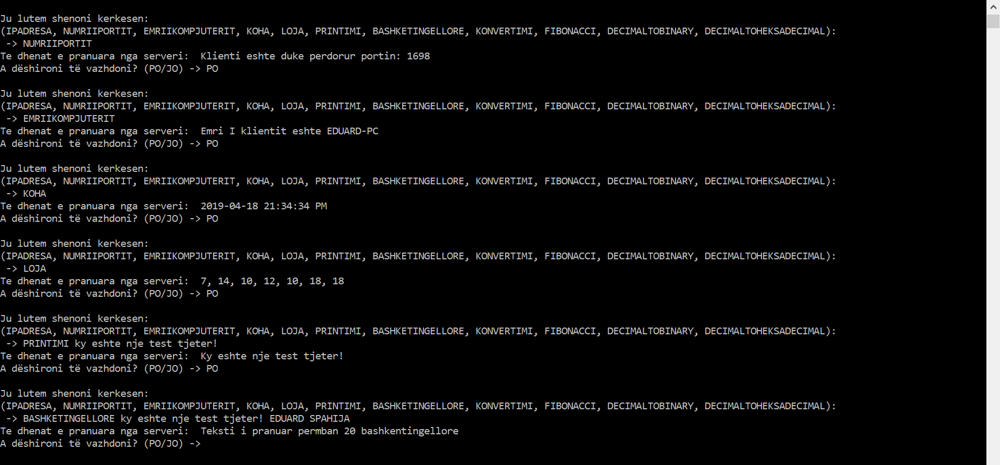 Ju lutem shenoni kerkesen:
(IPADRESA, NUMRIIPORTIT, EMRIIKOMPJUTERIT, KOHA, LOJA, PRINTIMI, BASHKETINGELLORE, KONVERTIMI, FIBONACCI, DECIMALTOBINARY, DECIMALTOHEKSADECIMAL):
 -> NUMRIIPORTIT
Te dhenat e pranuara nga serveri:  Klienti eshte duke perdorur portin: 1698
A dëshironi të vazhdoni? (PO/JO) -> PO

Ju lutem shenoni kerkesen:
(IPADRESA, NUMRIIPORTIT, EMRIIKOMPJUTERIT, KOHA, LOJA, PRINTIMI, BASHKETINGELLORE, KONVERTIMI, FIBONACCI, DECIMALTOBINARY, DECIMALTOHEKSADECIMAL):
 -> EMRIIKOMPJUTERIT
Te dhenat e pranuara nga serveri:  Emri I klientit eshte EDUARD-PC
A dëshironi të vazhdoni? (PO/JO) -> PO

Ju lutem shenoni kerkesen:
(IPADRESA, NUMRIIPORTIT, EMRIIKOMPJUTERIT, KOHA, LOJA, PRINTIMI, BASHKETINGELLORE, KONVERTIMI, FIBONACCI, DECIMALTOBINARY, DECIMALTOHEKSADECIMAL):
 -> KOHA
Te dhenat e pranuara nga serveri:  2019-04-18 21:34:34 PM
A dëshironi të vazhdoni? (PO/JO) -> PO

Ju lutem shenoni kerkesen:
(IPADRESA, NUMRIIPORTIT, EMRIIKOMPJUTERIT, KOHA, LOJA, PRINTIMI, BASHKETINGELLORE, KONVERTIMI, FIBONACCI, DECIMALTOBINARY, DECIMALTOHEKSADECIMAL):
 -> LOJA
Te dhenat e pranuara nga serveri:  7, 14, 10, 12, 10, 18, 18
A dëshironi të vazhdoni? (PO/JO) -> PO

Ju lutem shenoni kerkesen:
(IPADRESA, NUMRIIPORTIT, EMRIIKOMPJUTERIT, KOHA, LOJA, PRINTIMI, BASHKETINGELLORE, KONVERTIMI, FIBONACCI, DECIMALTOBINARY, DECIMALTOHEKSADECIMAL):
 -> PRINTIMI ky eshte nje test tjeter!
Te dhenat e pranuara nga serveri:  Ky eshte nje test tjeter!
A dëshironi të vazhdoni? (PO/JO) -> PO

Ju lutem shenoni kerkesen:
(IPADRESA, NUMRIIPORTIT, EMRIIKOMPJUTERIT, KOHA, LOJA, PRINTIMI, BASHKETINGELLORE, KONVERTIMI, FIBONACCI, DECIMALTOBINARY, DECIMALTOHEKSADECIMAL):
 -> BASHKETINGELLORE ky eshte nje test tjeter! EDUARD SPAHIJA
Te dhenat e pranuara nga serveri:  Teksti i pranuar permban 20 bashkentingellore
A dëshironi të vazhdoni? (PO/JO) ->